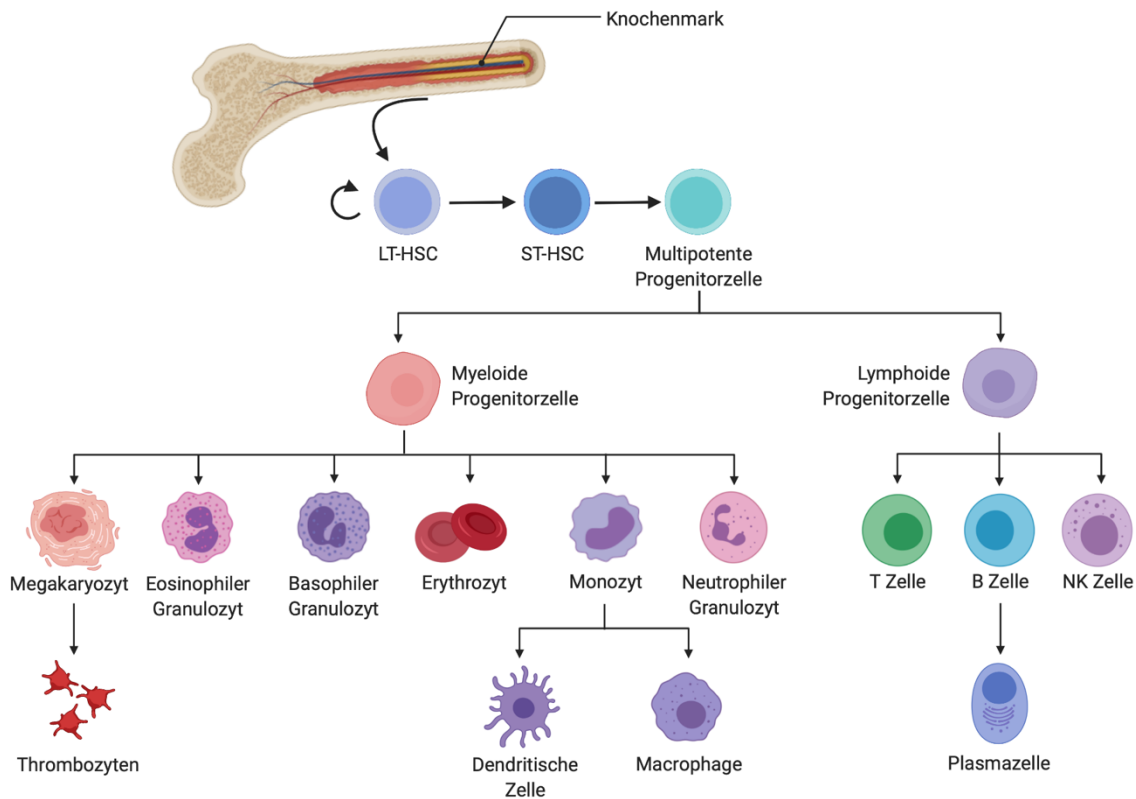 Knochenmark
LT-HSC
ST-HSC
Multipotente
Progenitorzelle
Myeloide
Progenitorzelle
Lymphoide
Progenitorzelle
Megakaryozyt
Eosinophiler
Granulozyt
Basophiler
Granulozyt
Erythrozyt
Monozyt
Neutrophiler
Granulozyt
T Zelle
B Zelle
NK Zelle
Thrombozyten
Dendritische
Zelle
Macrophage
Plasmazelle